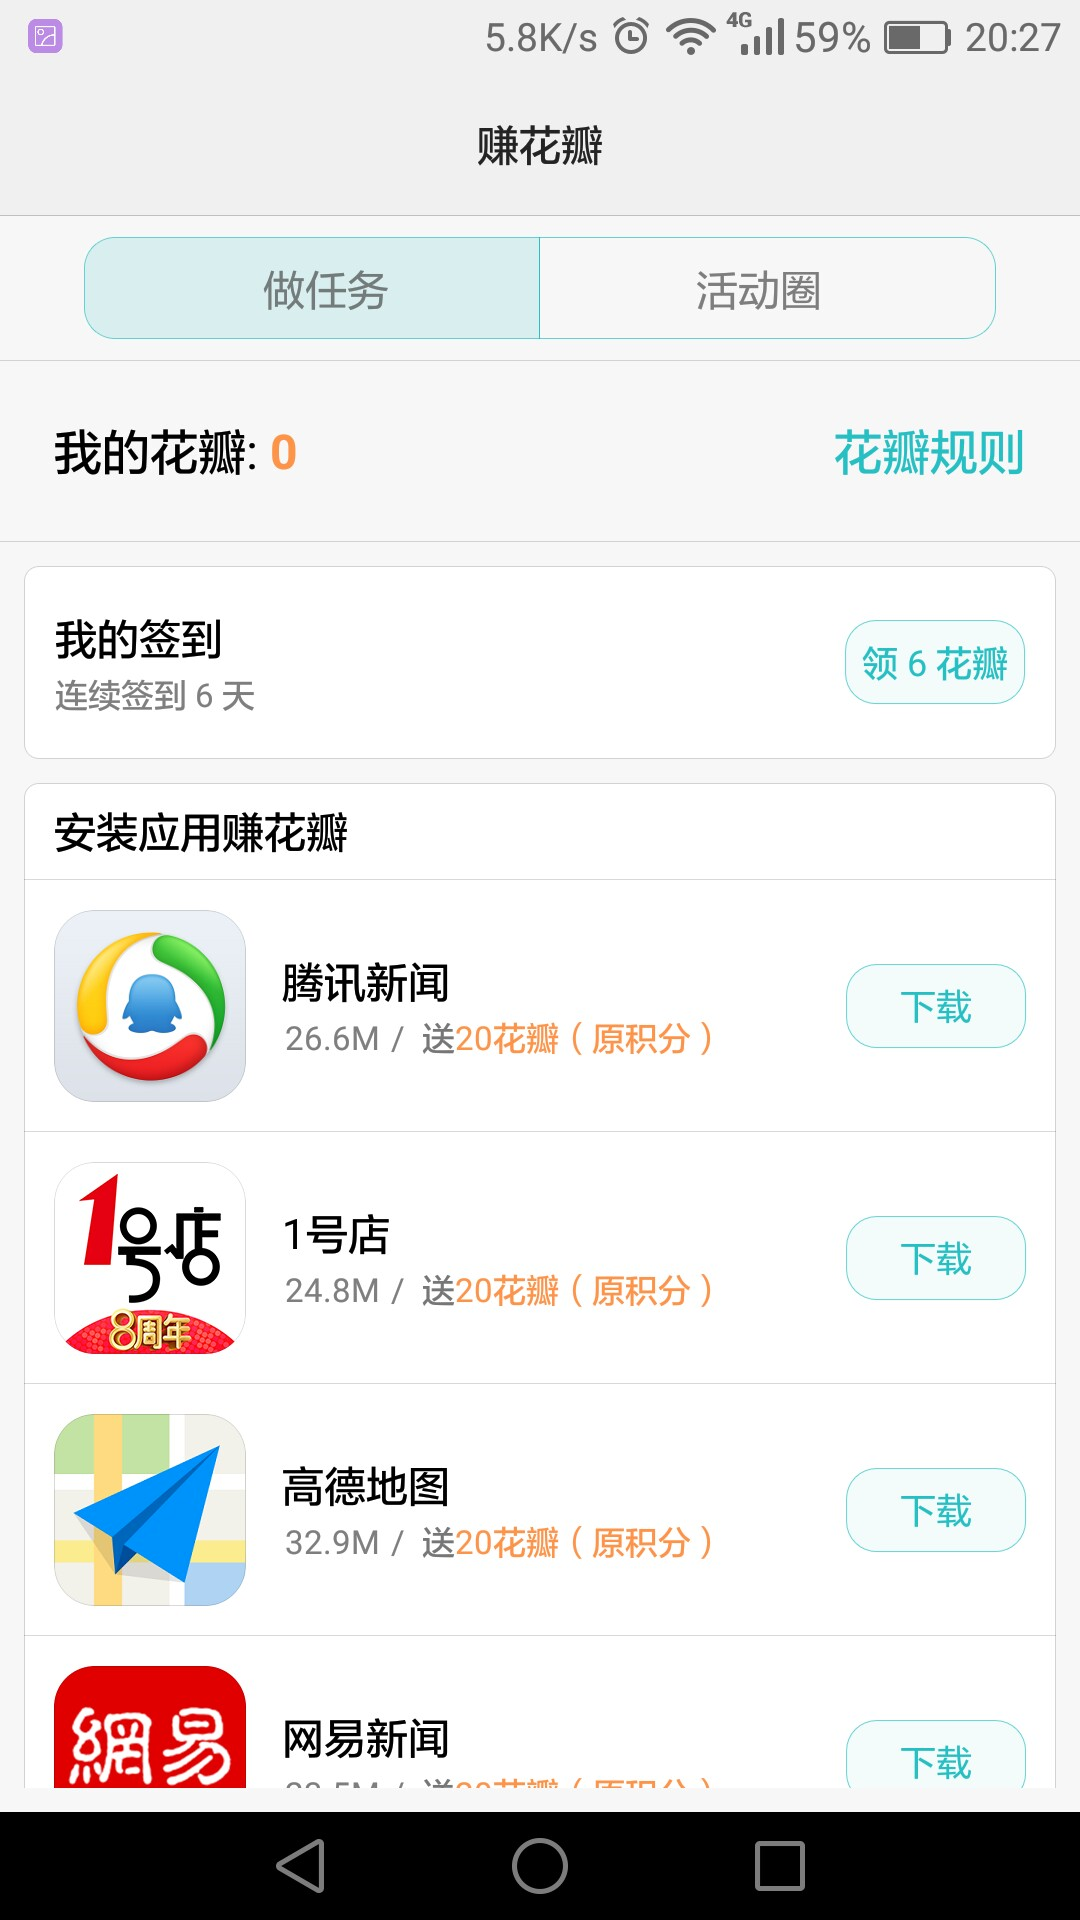 5.8K/s 4G 59% 20:27
赚花瓣
做任务 活动圈
我的花瓣: 0 花瓣规则
我的签到
连续签到 6 天
领 6 花瓣
安装应用赚花瓣
腾讯新闻
26.6M / 送20花瓣（原积分）
下载
1号店
8周年
1号店
24.8M / 送20花瓣（原积分）
下载
高德地图
32.9M / 送20花瓣（原积分）
下载
網易
网易新闻
下载